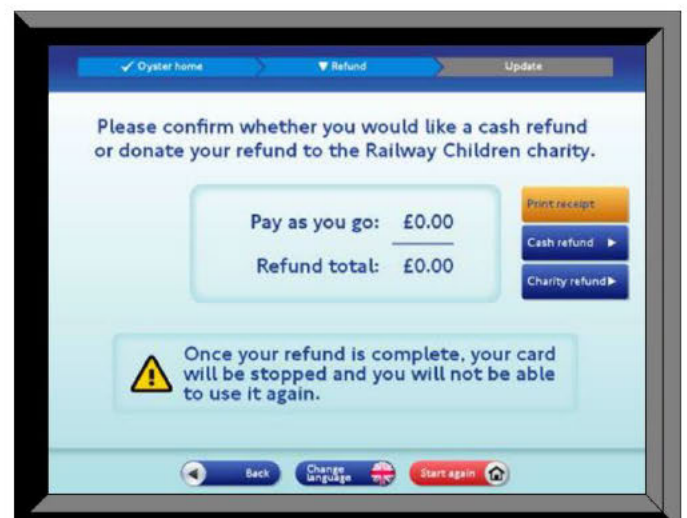 Oyster home
Refund
Update
Please confirm whether you would like a cash refund
or donate your refund to the Railway Children charity.
Pay as you go: £0.00
Refund total: £0.00
Print receipt
Cash refund
Charity refund
Once your refund is complete, your card
will be stopped and you will not be able
to use it again.
Back
Change
language
Start again